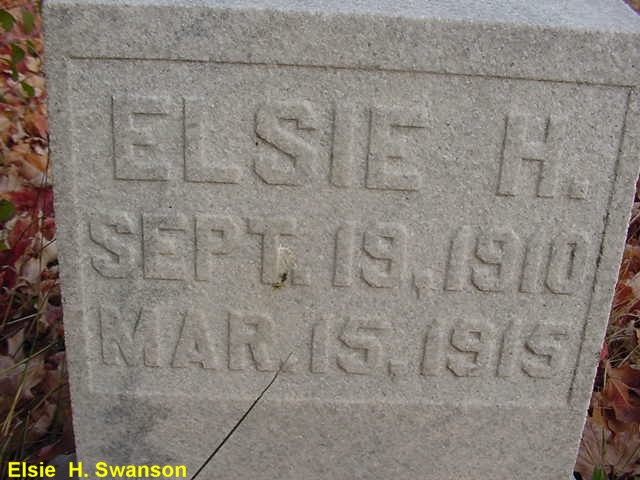 ELSIE H.
SEPT. 19, 1910
MAR. 15, 1915
Elsie H. Swanson